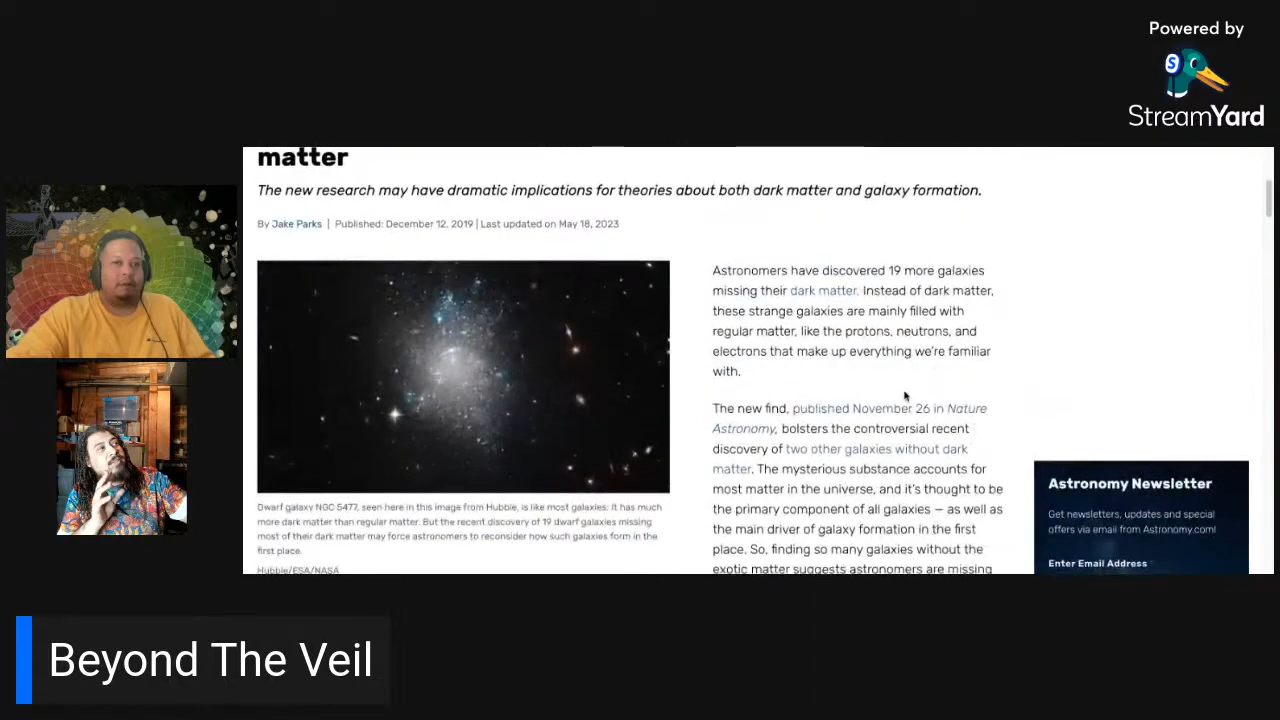 Powered by
StreamYard
matter
The new research may have dramatic implications for theories about both dark matter and galaxy formation.
By Jake Parks | Published: December 12, 2019 | Last updated on May 18, 2023
Astronomers have discovered 19 more galaxies
missing their dark matter. Instead of dark matter,
these strange galaxies are mainly filled with
regular matter, like the protons, neutrons, and
electrons that make up everything we're familiar
with.
The new find, published November 26 in Nature
Astronomy, bolsters the controversial recent
discovery of two other galaxies without dark
matter. The mysterious substance accounts for
most matter in the universe, and it's thought to be
the primary component of all galaxies — as well as
the main driver of galaxy formation in the first
place. So, finding so many galaxies without the
exotic matter suggests astronomers are missing
Dwarf galaxy NGC 5477, seen here in this image from Hubble, is like most galaxies: It has much
more dark matter than regular matter. But the recent discovery of 19 dwarf galaxies missing
most of their dark matter may force astronomers to reconsider how such galaxies form in the
first place.
Hubble/ESA/NASA
Astronomy Newsletter
Get newsletters, updates and special
offers via email from Astronomy.com!
Enter Email Address
Beyond The Veil